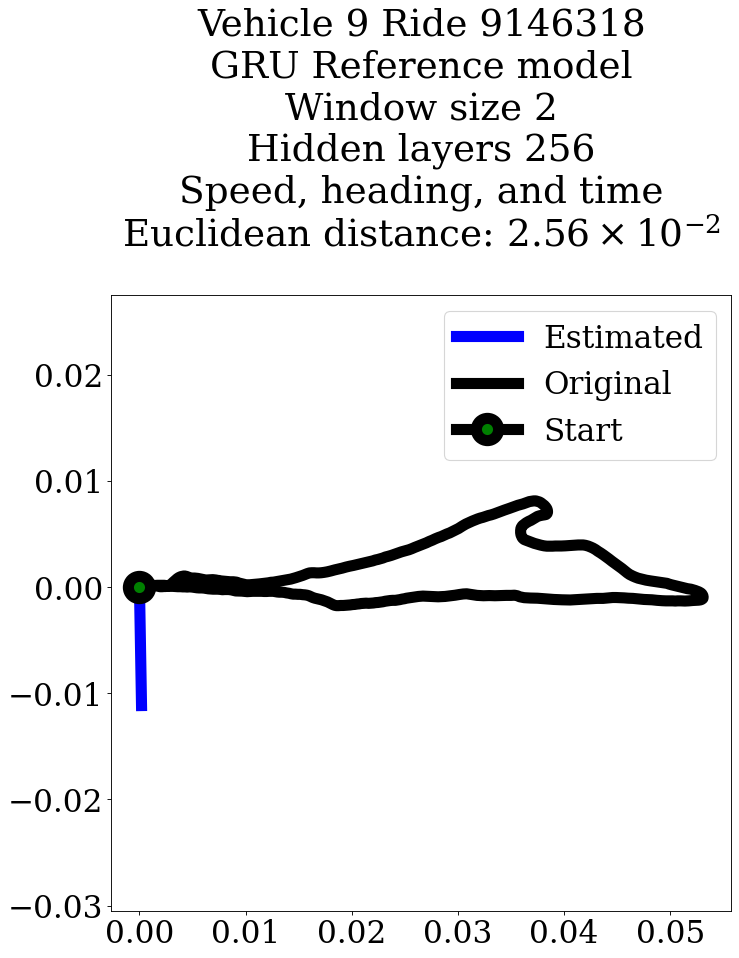 Vehicle 9 Ride 9146318
GRU Reference model
Window size 2
Hidden layers 256
Speed, heading, and time
Euclidean distance: 2.56 × 10⁻²
Estimated
Original
Start
0.02
0.01
0.00
−0.01
−0.02
−0.03
0.00 0.01 0.02 0.03 0.04 0.05